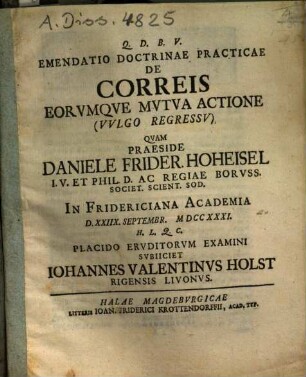 A. Diss. 4825
Q. D. B. V.
EMENDATIO DOCTRINAE PRACTICAE
DE
CORREIS
EORVMQVE MVTVA ACTIONE
(VVLGO REGRESSV),
QVAM
PRAESIDE
DANIELE FRIDER. HOHEISEL
I. V. ET PHIL. D. AC REGIAE BORVSS.
SOCIET. SCIENT. SOD.
IN FRIDERICIANA ACADEMIA
D. XXIIX. SEPTEMBR. MDCCXXXI.
H. L. Q. C.
PLACIDO ERVDITORVM EXAMINI
SVBIICIET
IOHANNES VALENTINVS HOLST
RIGENSIS LIVONVS.
HALAE MAGDEBVRGICAE
LITTERIS IOAN. FRIDERICI KROTTENDORFFII, ACAD. TYP.